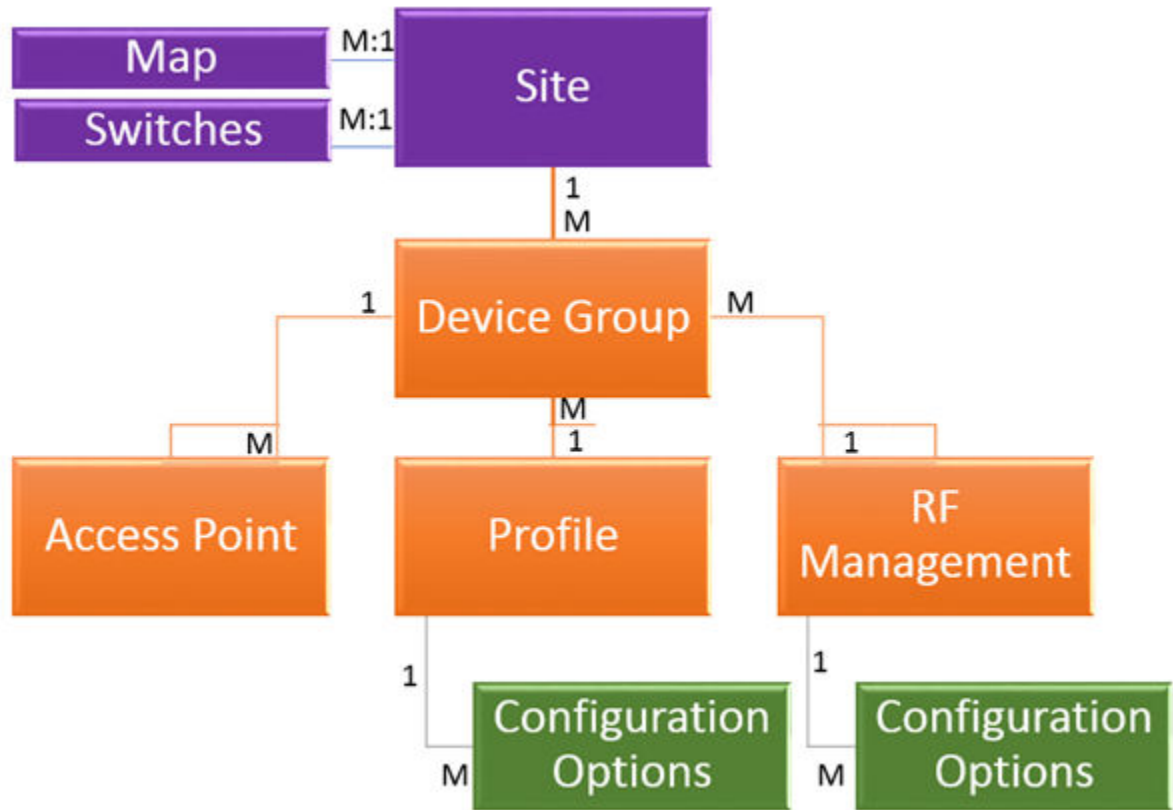 Map
M:1
Site
Switches
M:1
1
M
Device Group
1
M
M
M
1
1
Access Point
Profile
RF
Management
1
1
Configuration
Options
M
Configuration
Options
M